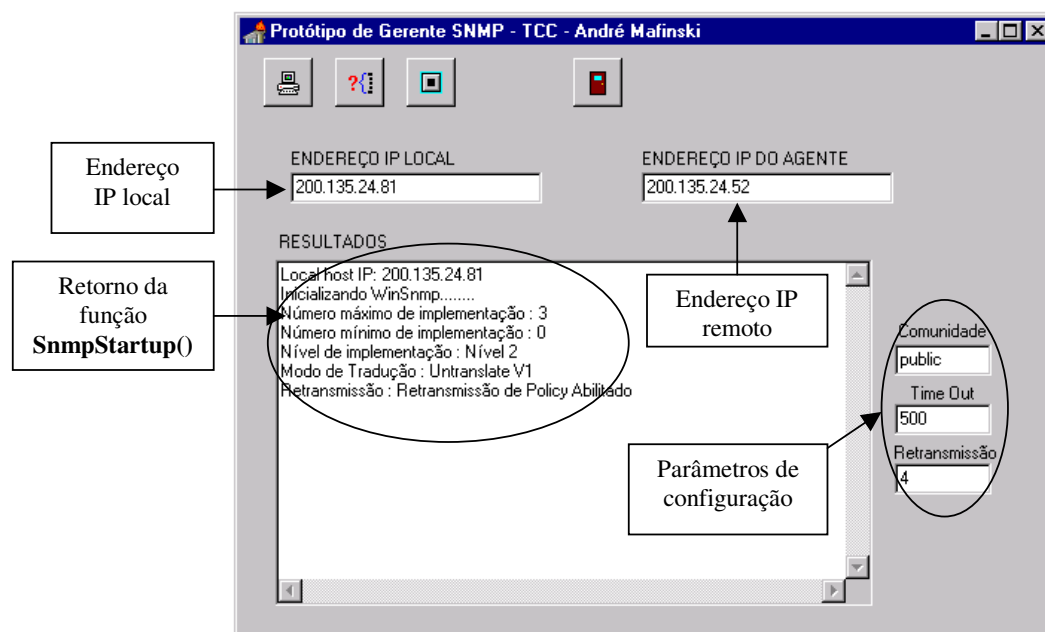 Protótipo de Gerente SNMP - TCC - André Mafinski
?{
ENDEREÇO IP LOCAL
ENDEREÇO IP DO AGENTE
Endereço
IP local
200.135.24.81
200.135.24.52
RESULTADOS
Retorno da
função
SnmpStartup()
Local host IP: 200.135.24.81
Inicializando WinSnmp........
Número máximo de implementação : 3
Número mínimo de implementação : 0
Nível de implementação : Nível 2
Modo de Tradução : Untranslate V1
Retransmissão : Retransmissão de Policy Abilitado
Endereço IP
remoto
Comunidade
public
Time Out
500
Retransmissão
4
Parâmetros de
configuração